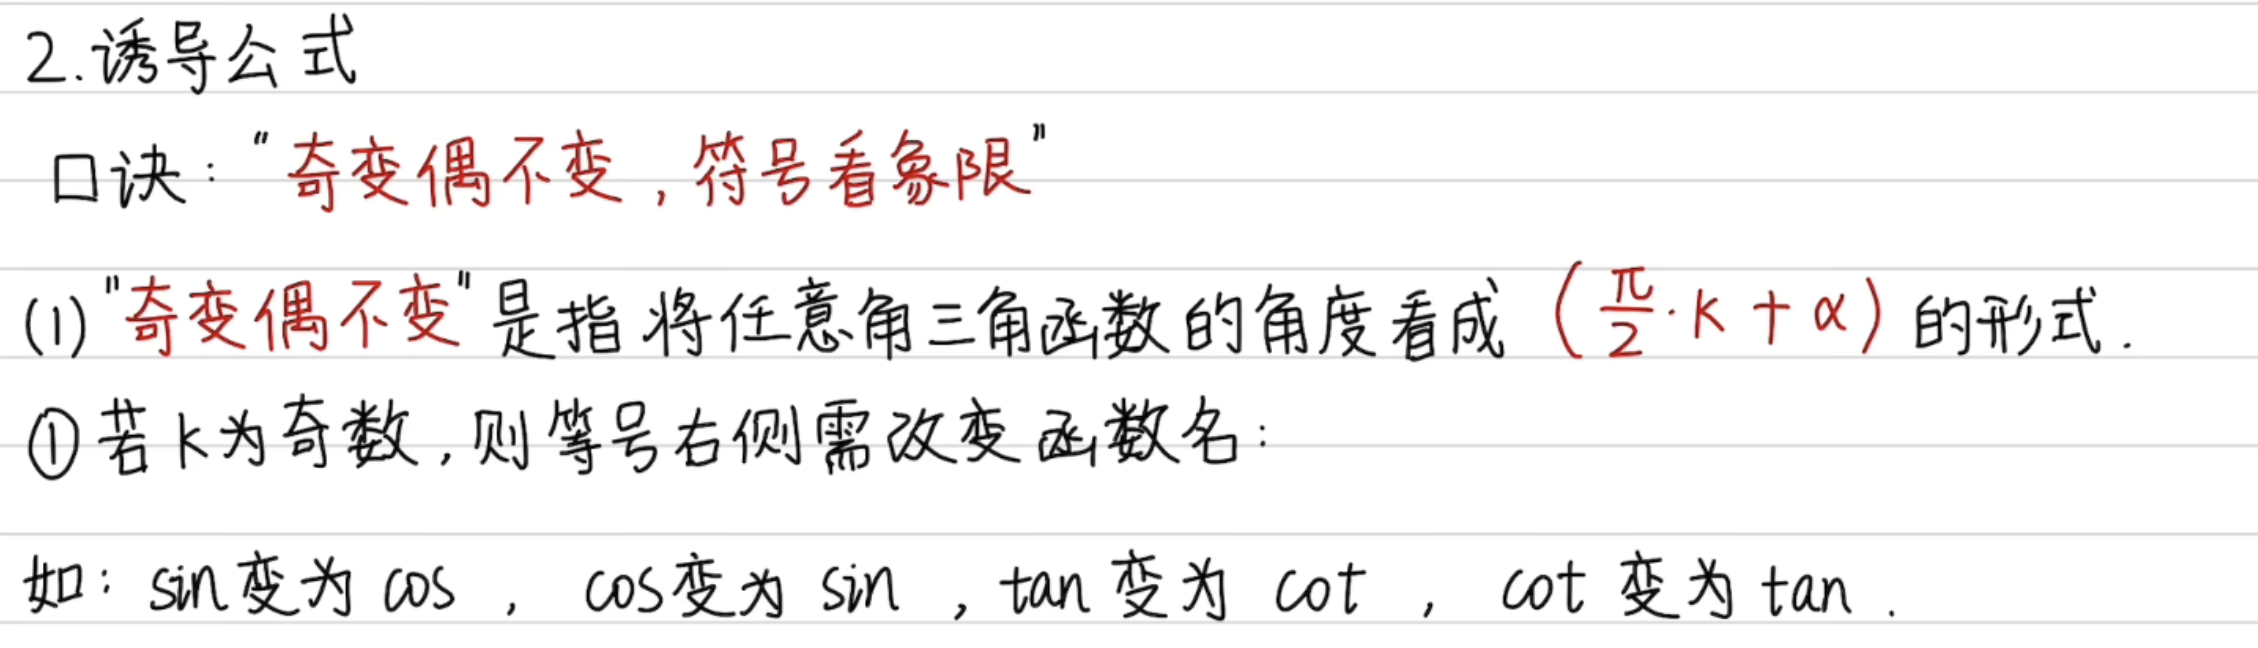 2.诱导公式
口诀："奇变偶不变，符号看象限"
(1)"奇变偶不变"是指将任意角三角函数的角度看成 (π/2·k+α) 的形式.
①若k为奇数,则等号右侧需改变函数名:
如: sin变为cos , cos变为sin , tan变为cot , cot变为tan .